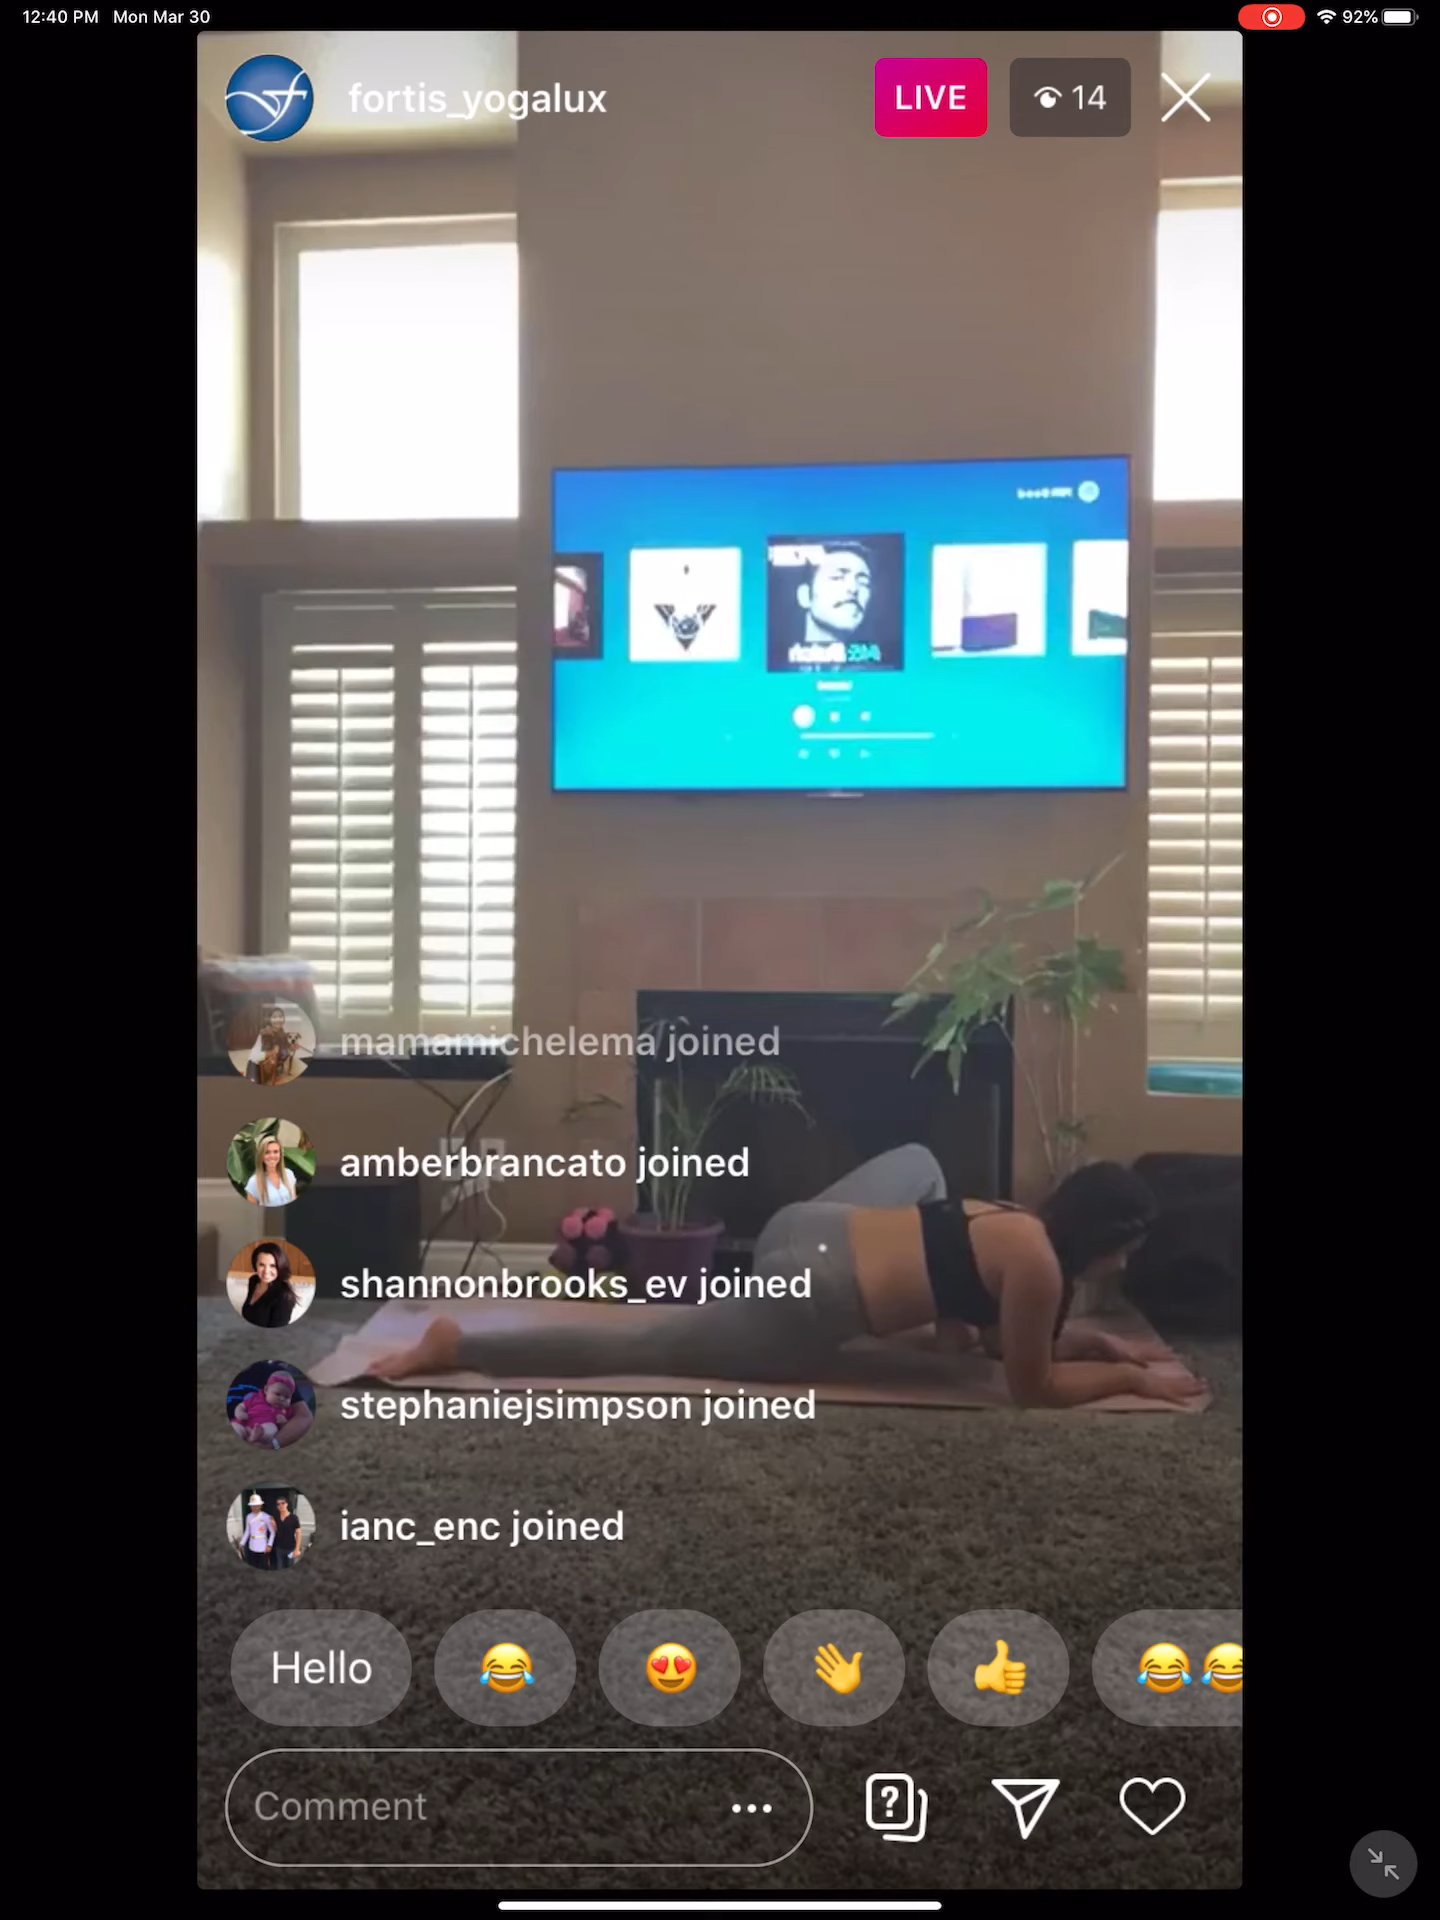 12:40 PM Mon Mar 30
92%
fortis_yogalux
LIVE
14
mamamichelema joined
amberbrancato joined
shannonbrooks_ev joined
stephaniejsimpson joined
ianc_enc joined
Hello
Comment